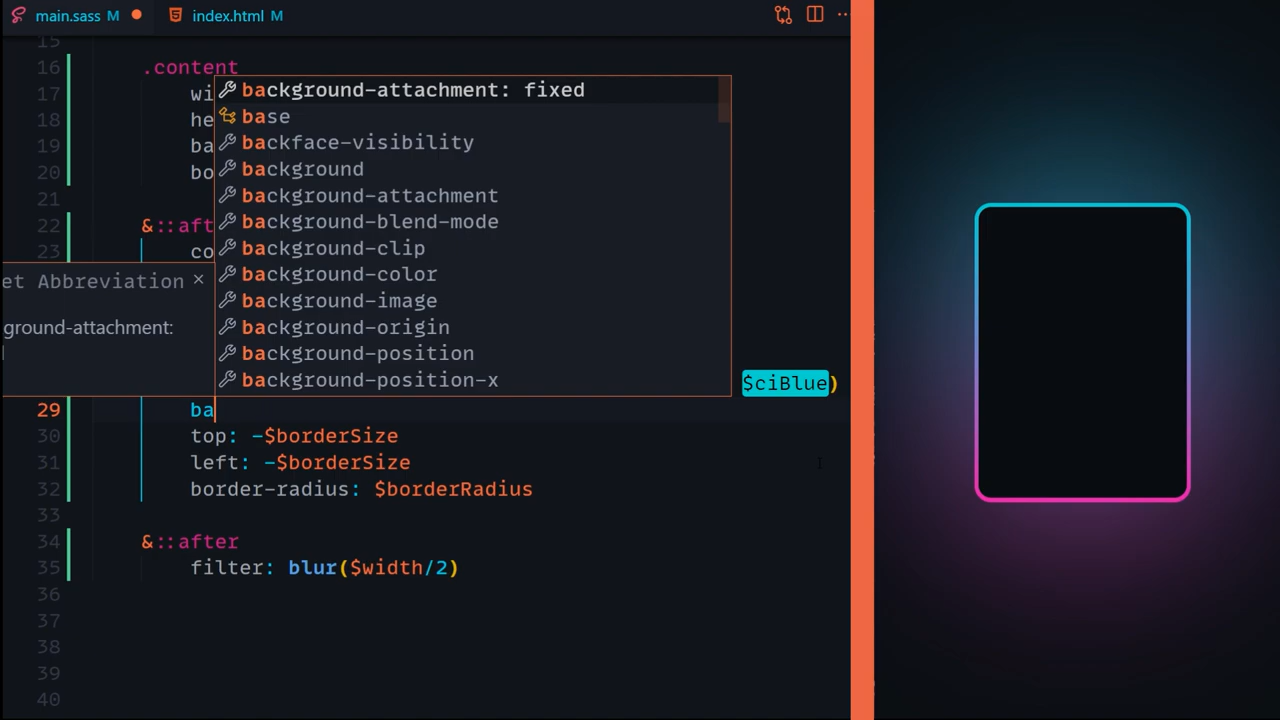 main.sass M
index.html M
15
16 .content
17 wi
18 he
19 ba
20 bo
21
22 &::aft
23 co
background-attachment: fixed
base
backface-visibility
background
background-attachment
background-blend-mode
background-clip
background-color
background-image
background-origin
background-position
background-position-x
et Abbreviation ×
ground-attachment:
$ciBlue)
29 ba
30 top: -$borderSize
31 left: -$borderSize
32 border-radius: $borderRadius
33
34 &::after
35 filter: blur($width/2)
36
37
38
39
40